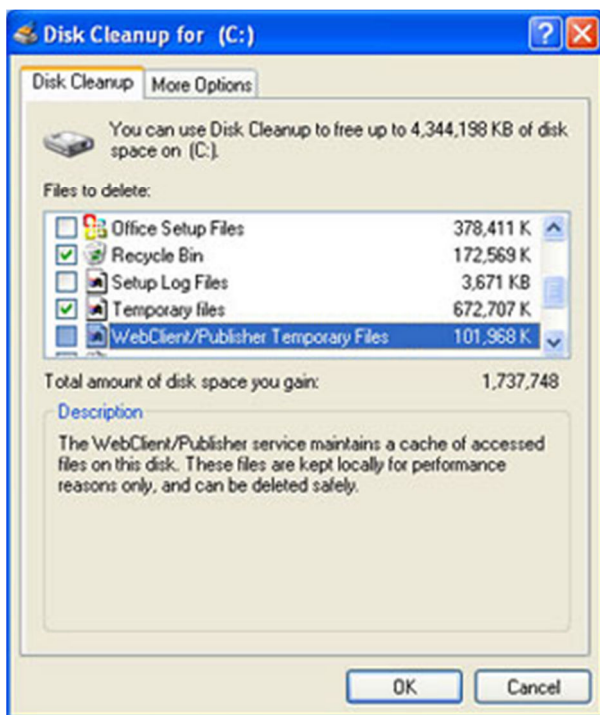 Disk Cleanup for (C:)
Disk Cleanup More Options
You can use Disk Cleanup to free up to 4,344,198 KB of disk
space on (C:).
Files to delete:
Office Setup Files 378,411 K
Recycle Bin 172,569 K
Setup Log Files 3,671 KB
Temporary files 672,707 K
WebClient/Publisher Temporary Files 101,968 K
Total amount of disk space you gain: 1,737,748
Description
The WebClient/Publisher service maintains a cache of accessed
files on this disk. These files are kept locally for performance
reasons only, and can be deleted safely.
OK Cancel